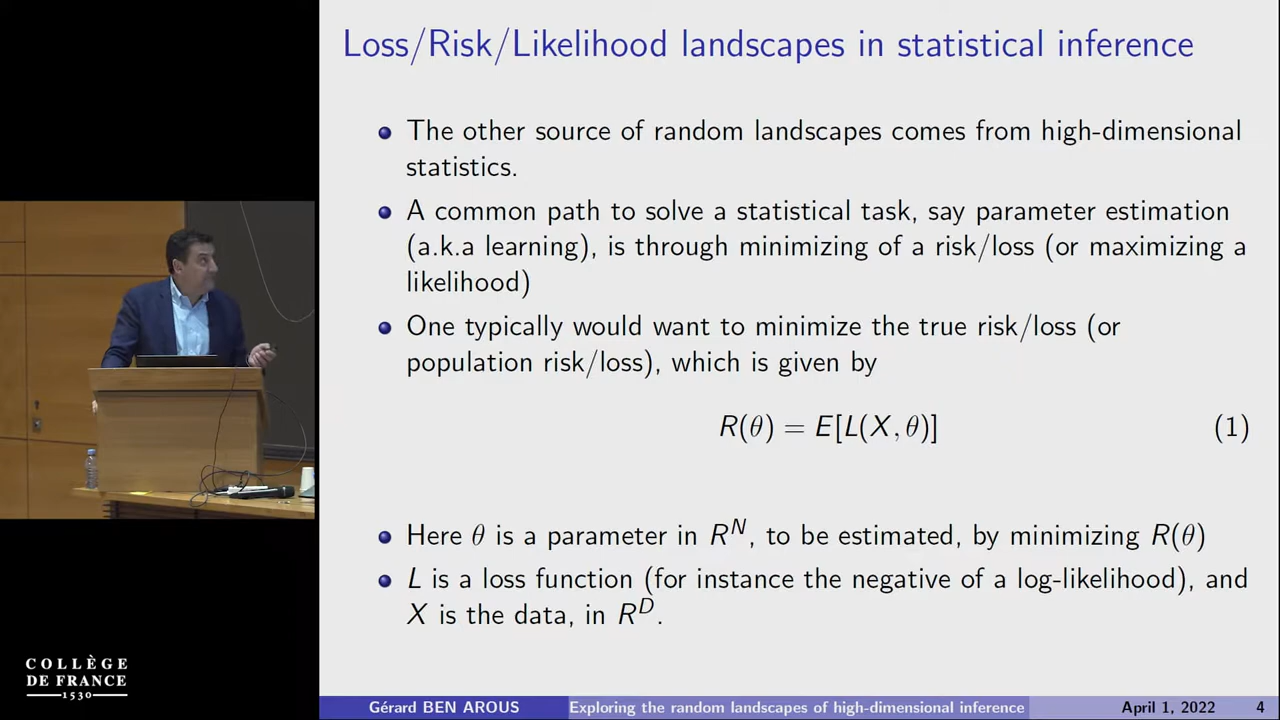 Loss/Risk/Likelihood landscapes in statistical inference
The other source of random landscapes comes from high-dimensional
statistics.
A common path to solve a statistical task, say parameter estimation
(a.k.a learning), is through minimizing of a risk/loss (or maximizing a
likelihood)
One typically would want to minimize the true risk/loss (or
population risk/loss), which is given by
R(θ) = E[L(X, θ)] (1)
Here θ is a parameter in R^N, to be estimated, by minimizing R(θ)
L is a loss function (for instance the negative of a log-likelihood), and
X is the data, in R^D.
COLLÈGE
DE FRANCE
1530
Gérard BEN AROUS Exploring the random landscapes of high-dimensional inference April 1, 2022 4